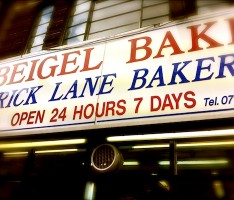 BEIGEL BAKE
RICK LANE BAKER
OPEN 24 HOURS 7 DAYS Tel. 07